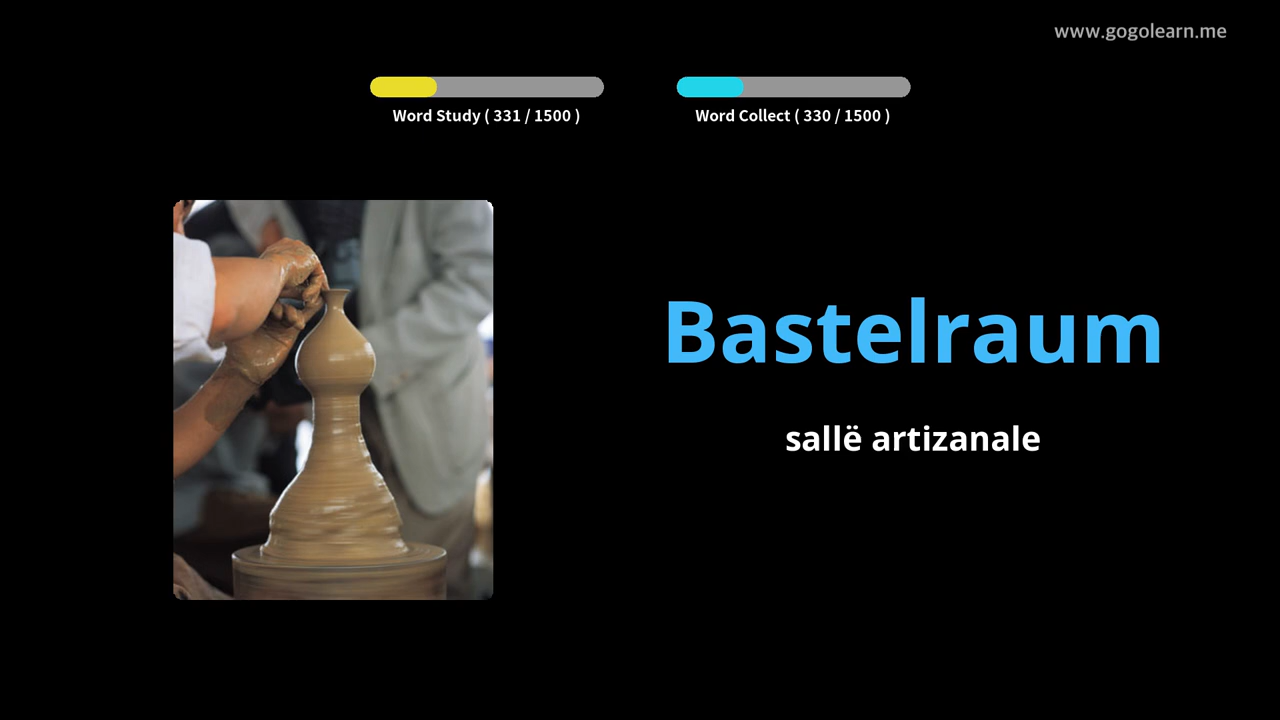 www.gogolearn.me
Word Study ( 331 / 1500 )
Word Collect ( 330 / 1500 )
Bastelraum
sallë artizanale